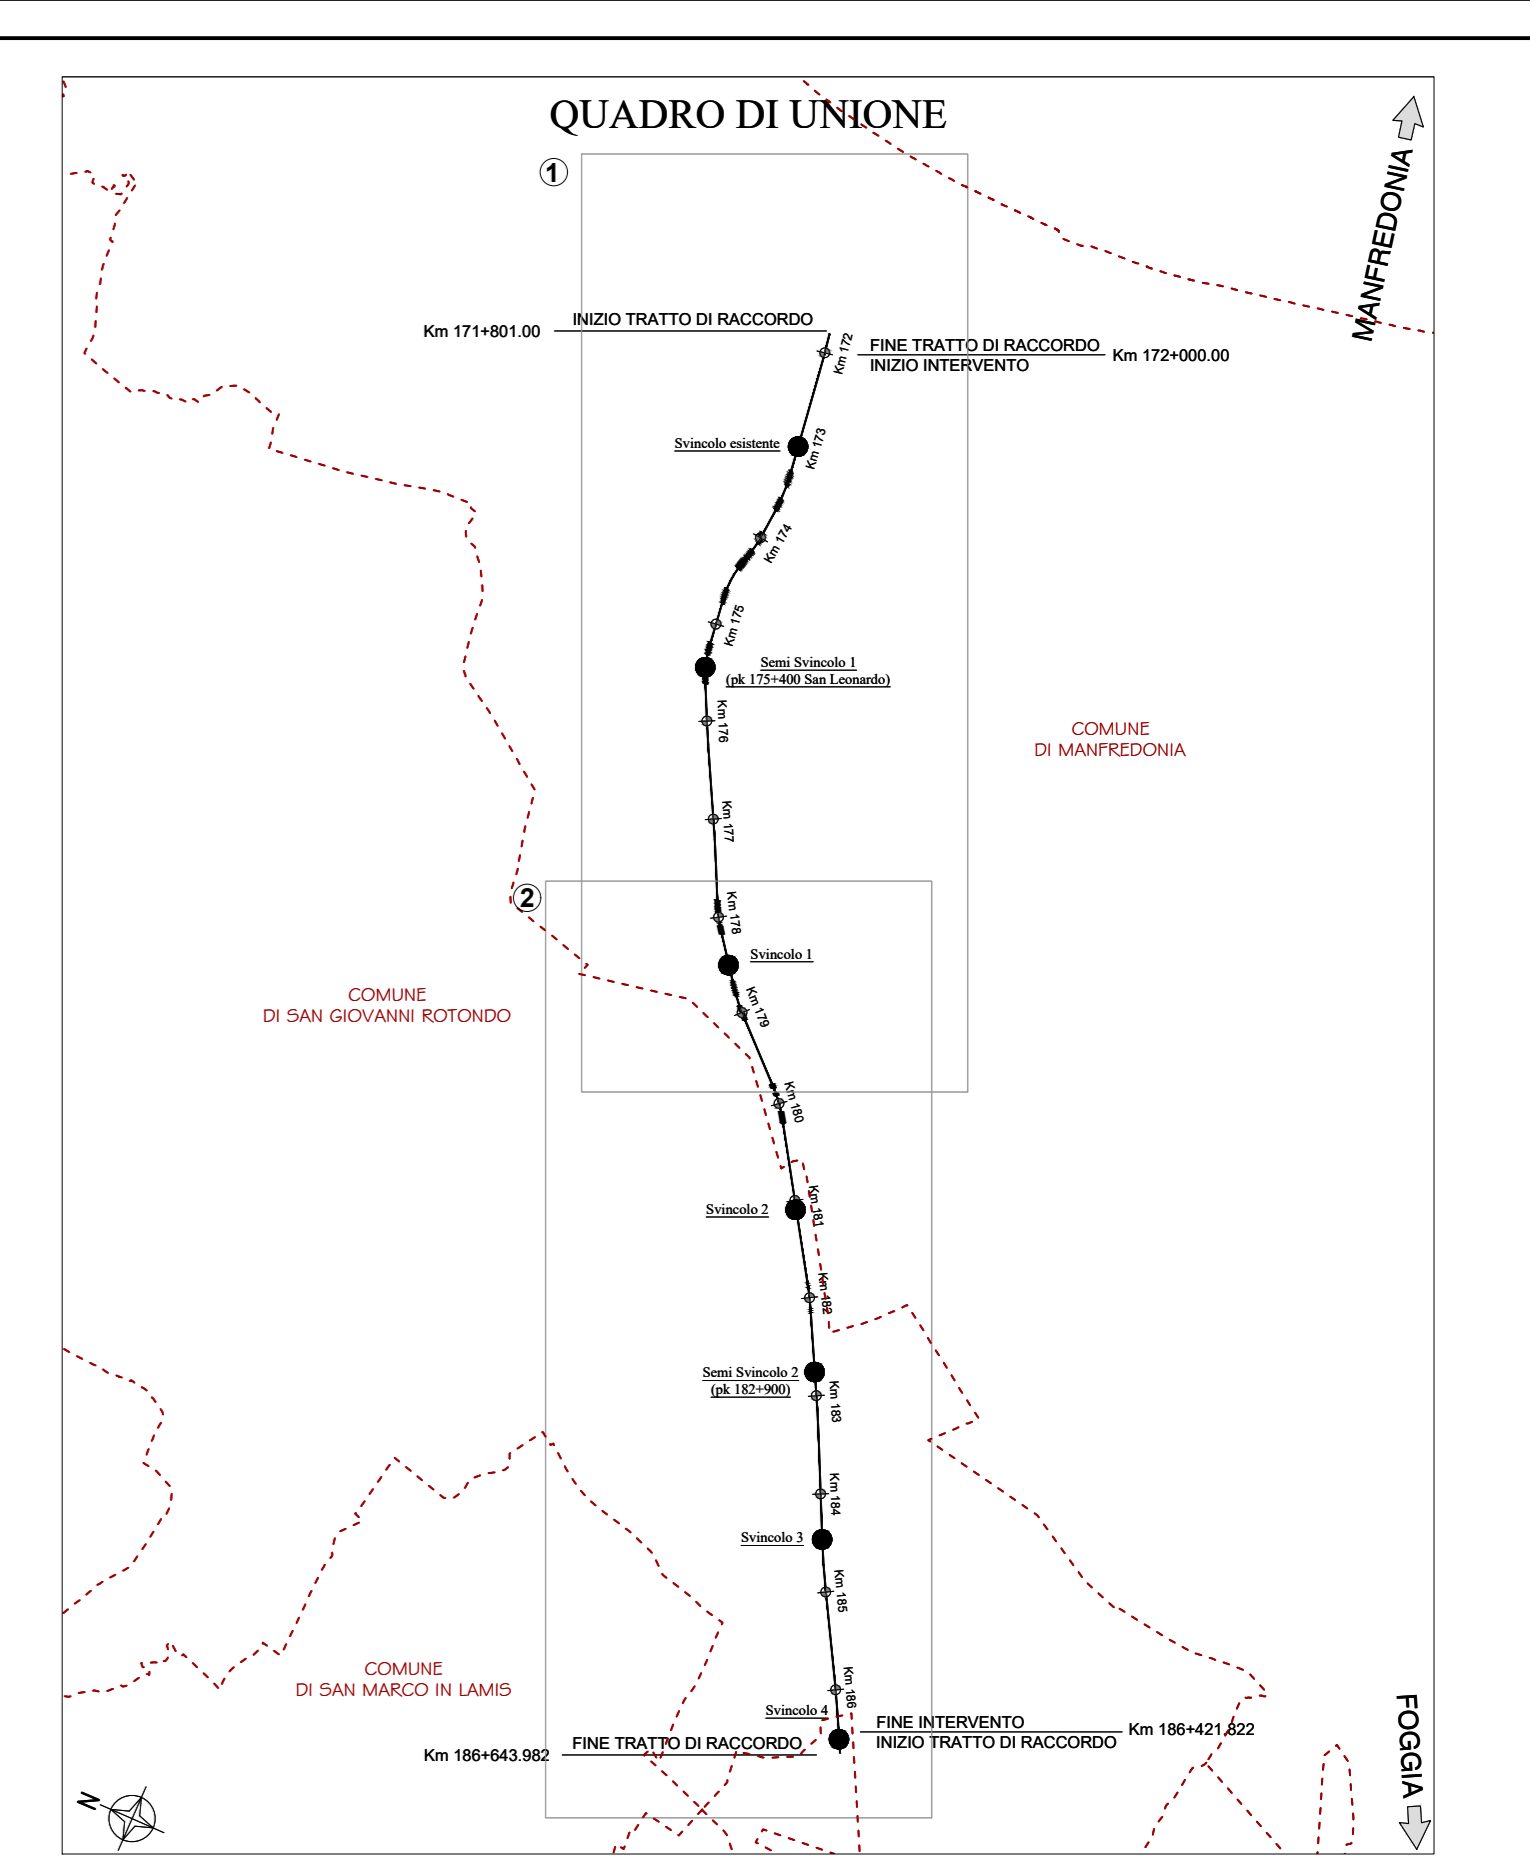 QUADRO DI UNIONE
1
MANFREDONIA
INIZIO TRATTO DI RACCORDO
Km 171+801.00
Km 172
FINE TRATTO DI RACCORDO
INIZIO INTERVENTO
Km 172+000.00
Svincolo esistente
Km 173
Km 174
Km 175
Semi Svincolo 1
(pk 175+400 San Leonardo)
Km 176
COMUNE
DI MANFREDONIA
Km 177
2
Km 178
Svincolo 1
COMUNE
DI SAN GIOVANNI ROTONDO
Km 179
Km 180
Km 181
Svincolo 2
Km 182
Semi Svincolo 2
(pk 182+900)
Km 183
Km 184
Svincolo 3
Km 185
COMUNE
DI SAN MARCO IN LAMIS
Km 186
Svincolo 4
FINE INTERVENTO
INIZIO TRATTO DI RACCORDO
Km 186+421.822
FINE TRATTO DI RACCORDO
Km 186+643.982
FOGGIA
N